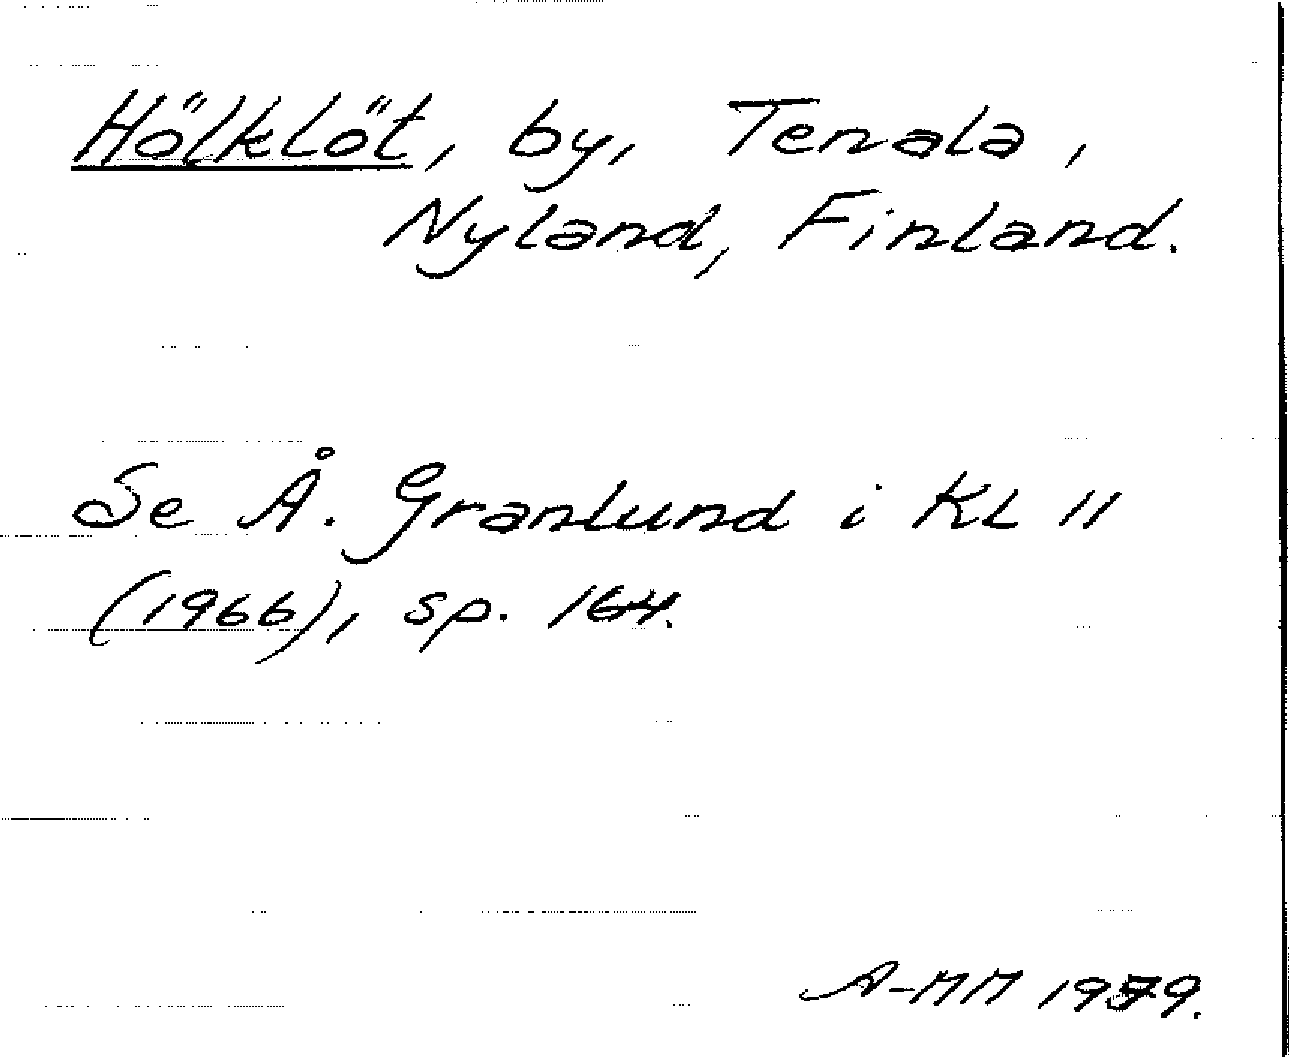 Hölklöt, by, Tenala,
Nyland, Finland.
Se Å. Granlund i KL 11
(1966), sp. 164.
A-MM 1979.